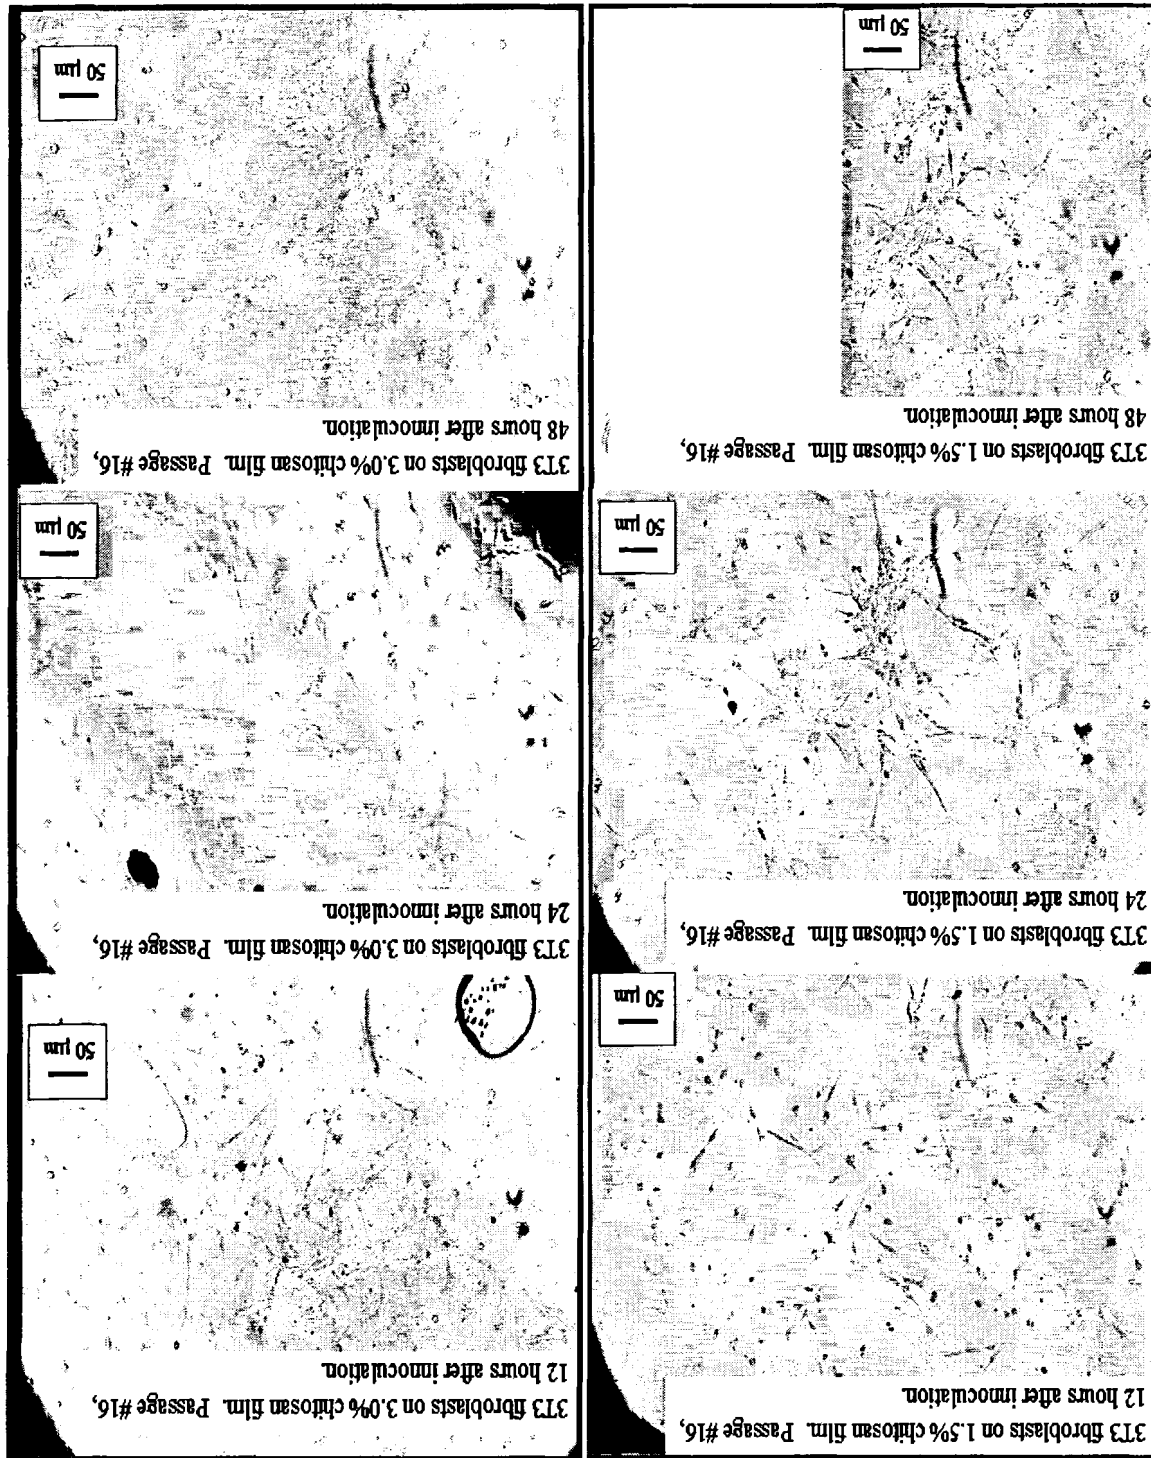 3T3 fibroblasts on 1.5% chitosan film. Passage #16,
12 hours after innoculation.
50 µm
3T3 fibroblasts on 3.0% chitosan film. Passage #16,
12 hours after innoculation.
50 µm
3T3 fibroblasts on 1.5% chitosan film. Passage #16,
24 hours after innoculation.
50 µm
3T3 fibroblasts on 3.0% chitosan film. Passage #16,
24 hours after innoculation.
50 µm
3T3 fibroblasts on 1.5% chitosan film. Passage #16,
48 hours after innoculation.
50 µm
3T3 fibroblasts on 3.0% chitosan film. Passage #16,
48 hours after innoculation.
50 µm